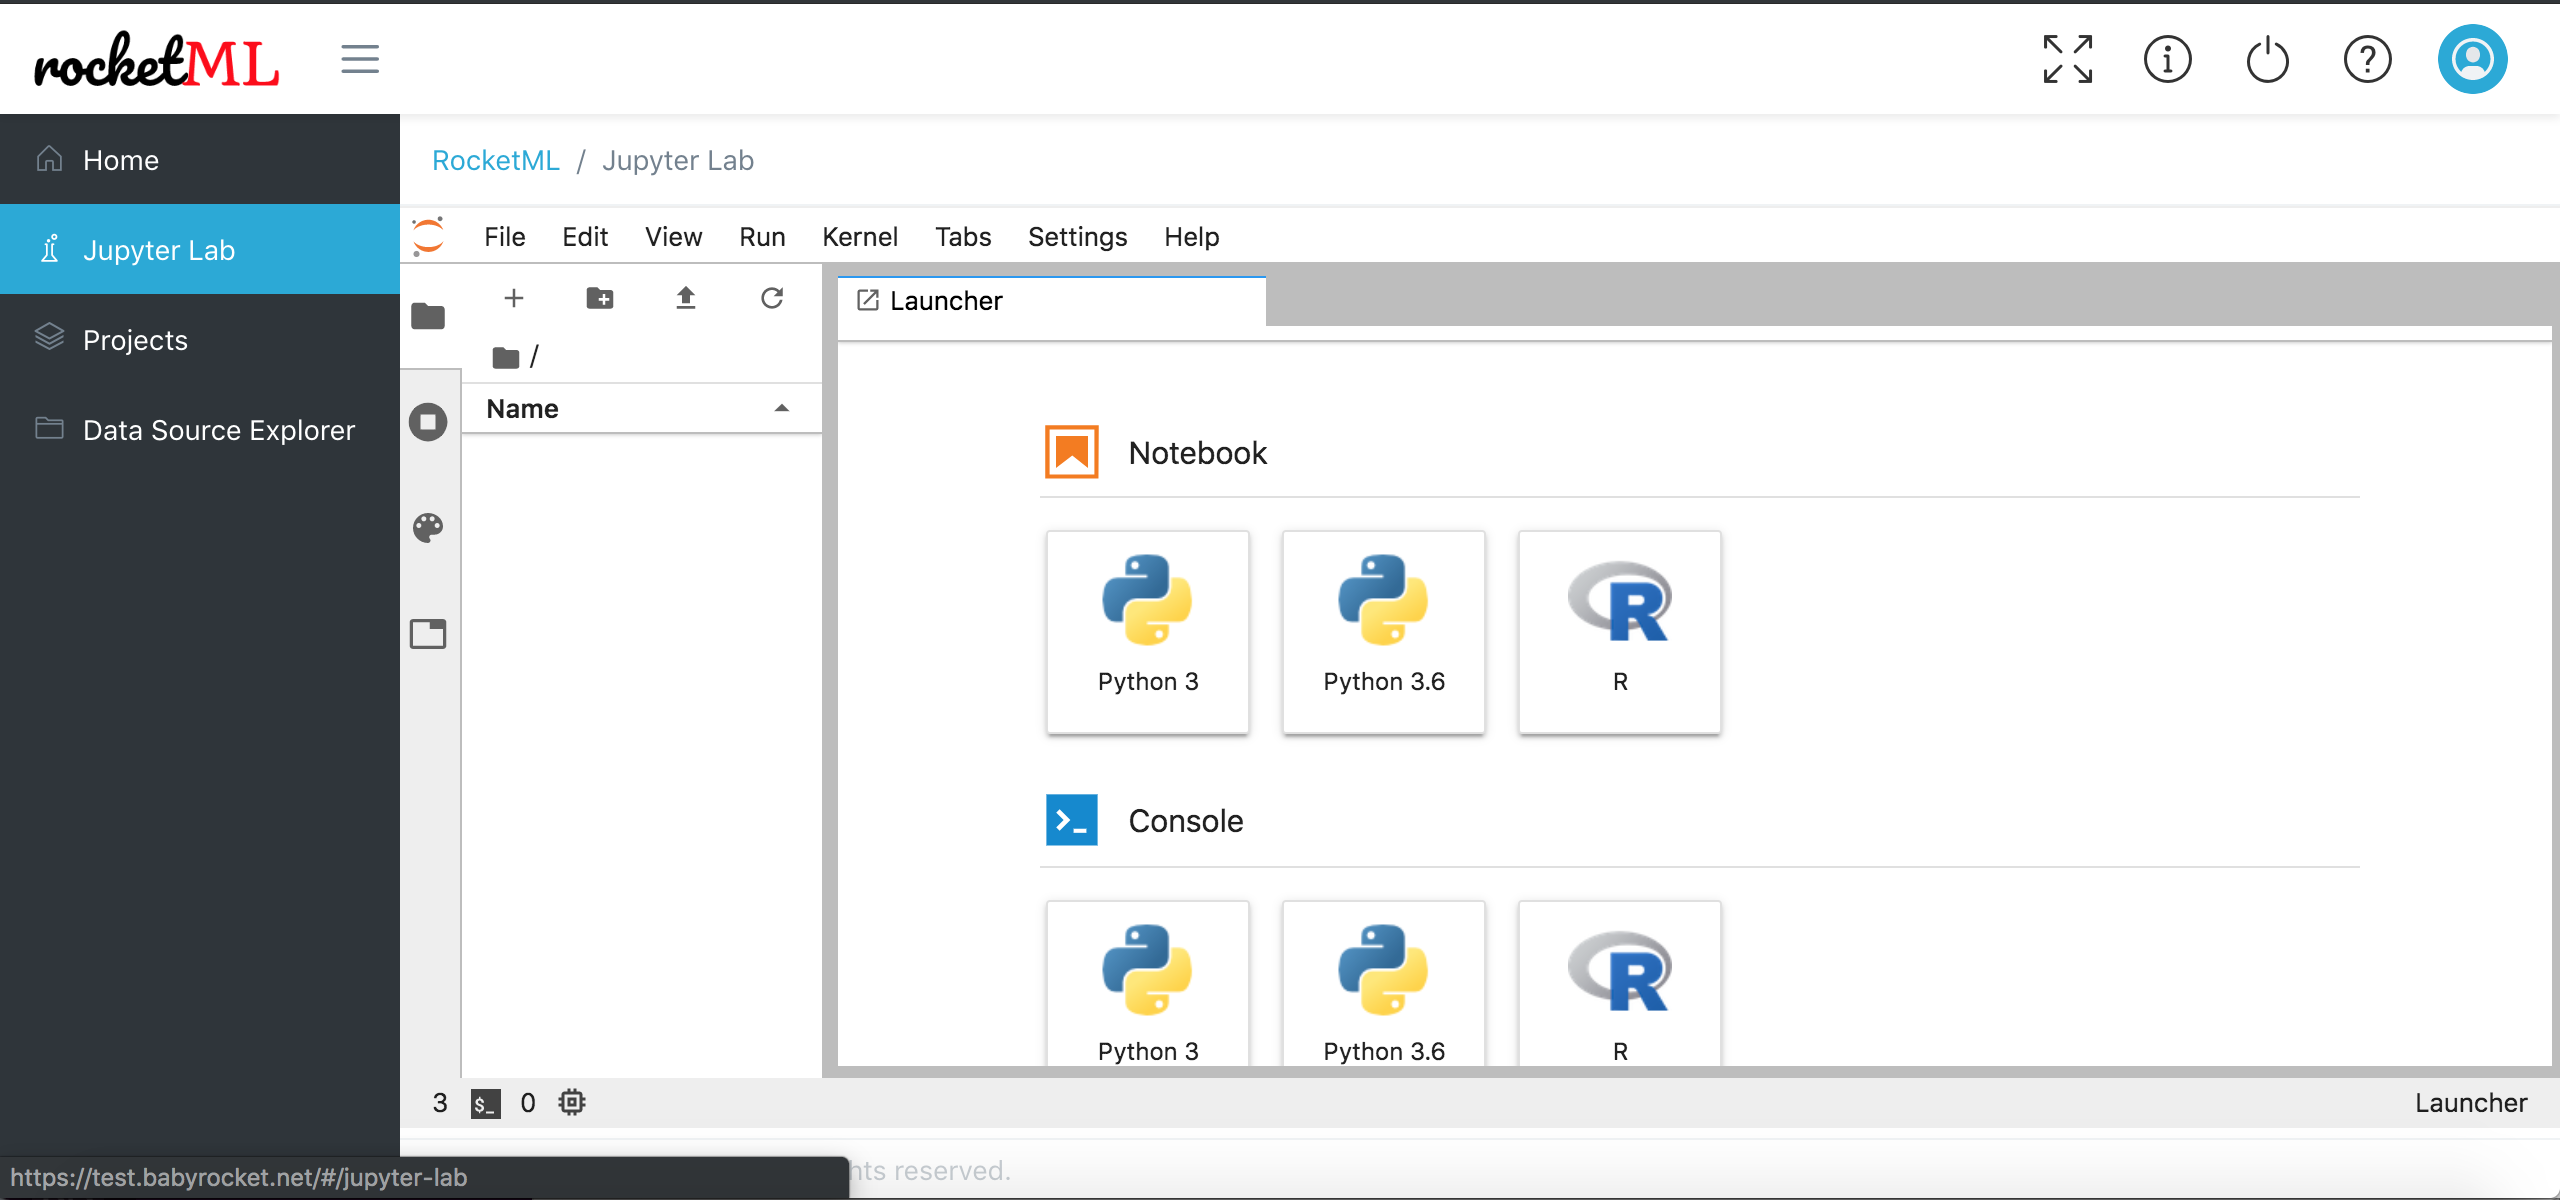 rocketML
Home
Jupyter Lab
Projects
Data Source Explorer
RocketML / Jupyter Lab
File Edit View Run Kernel Tabs Settings Help
/
Name
Launcher
Notebook
Python 3
Python 3.6
R
Console
Python 3
Python 3.6
R
3 $_ 0
Launcher
reserved.
https://test.babyrocket.net/#/jupyter-lab